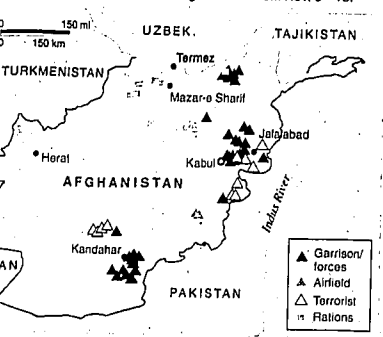 150 mi
150 km
UZBEK.
TAJIKISTAN
Termez
TURKMENISTAN
Mazar-e Sharif
Jalalabad
Herat
Kabul
AFGHANISTAN
Indus River
Kandahar
AN
PAKISTAN
Garrison/
forces
Airfield
Terrorist
Rations